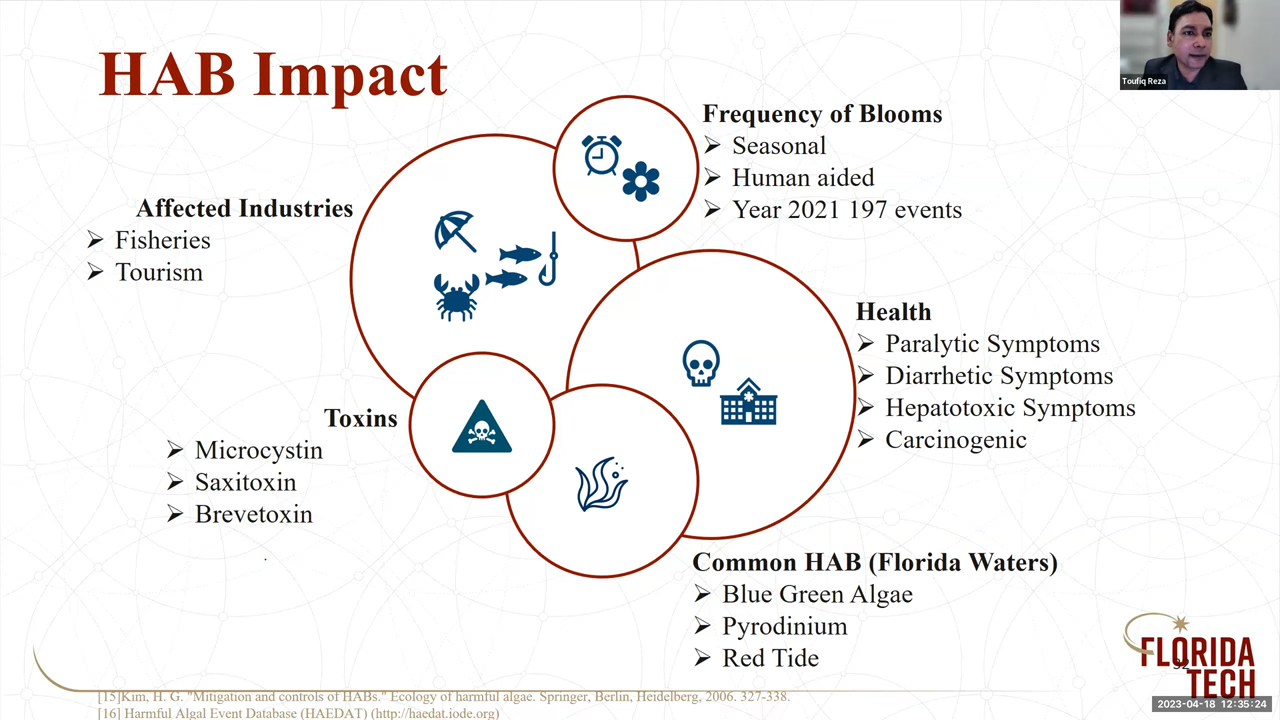 HAB Impact
Toufiq Reza
Frequency of Blooms
Seasonal
Human aided
Year 2021 197 events
Affected Industries
Fisheries
Tourism
Health
Paralytic Symptoms
Diarrhetic Symptoms
Hepatotoxic Symptoms
Carcinogenic
Toxins
Microcystin
Saxitoxin
Brevetoxin
Common HAB (Florida Waters)
Blue Green Algae
Pyrodinium
Red Tide
FLORIDA
32
TECH
[15]Kim, H. G. "Mitigation and controls of HABs." Ecology of harmful algae. Springer, Berlin, Heidelberg, 2006. 327-338.
[16] Harmful Algal Event Database (HAEDAT) (http://haedat.iode.org)
2023-04-18 12:35:24